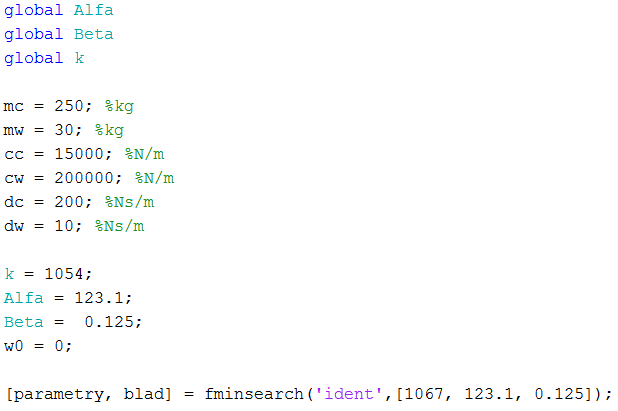 global Alfa
global Beta
global k
mc = 250; %kg
mw = 30; %kg
cc = 15000; %N/m
cw = 200000; %N/m
dc = 200; %Ns/m
dw = 10; %Ns/m
k = 1054;
Alfa = 123.1;
Beta =  0.125;
w0 = 0;
[parametry, blad] = fminsearch('ident',[1067, 123.1, 0.125]);